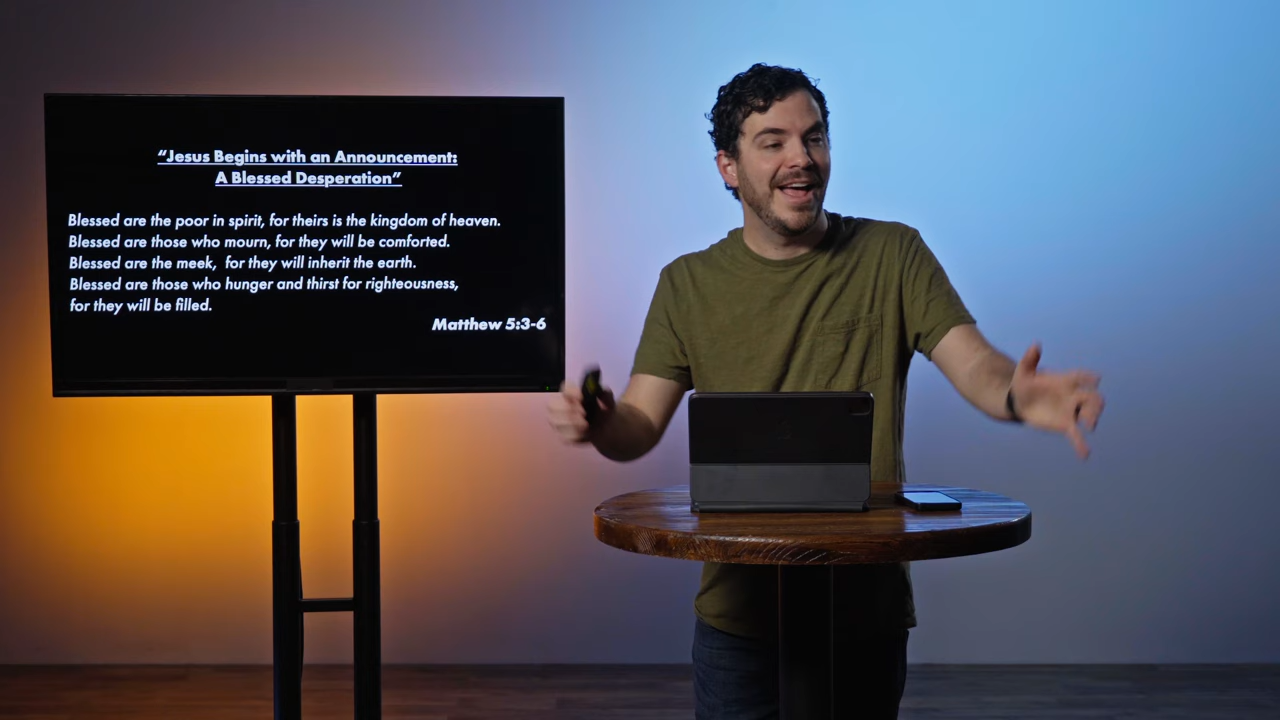 “Jesus Begins with an Announcement:
A Blessed Desperation”
Blessed are the poor in spirit, for theirs is the kingdom of heaven.
Blessed are those who mourn, for they will be comforted.
Blessed are the meek,  for they will inherit the earth.
Blessed are those who hunger and thirst for righteousness,
for they will be filled.
Matthew 5:3-6